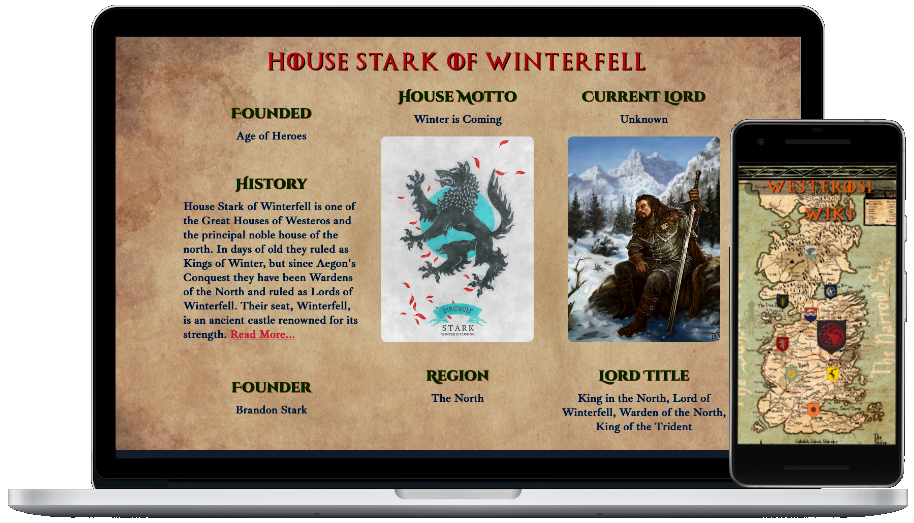 HOUSE STARK OF WINTERFELL
FOUNDED
Age of Heroes
HISTORY
House Stark of Winterfell is one of
the Great Houses of Westeros and
the principal noble house of the
north. In days of old they ruled as
Kings of Winter, but since Aegon's
Conquest they have been Wardens
of the North and ruled as Lords of
Winterfell. Their seat, Winterfell,
is an ancient castle renowned for its
strength. Read More...
FOUNDER
Brandon Stark
HOUSE MOTTO
Winter is Coming
DIREWOLF
STARK
WINTER IS COMING
REGION
The North
CURRENT LORD
Unknown
LORD TITLE
King in the North, Lord of
Winterfell, Warden of the North,
King of the Trident
WESTEROSI
WIKI